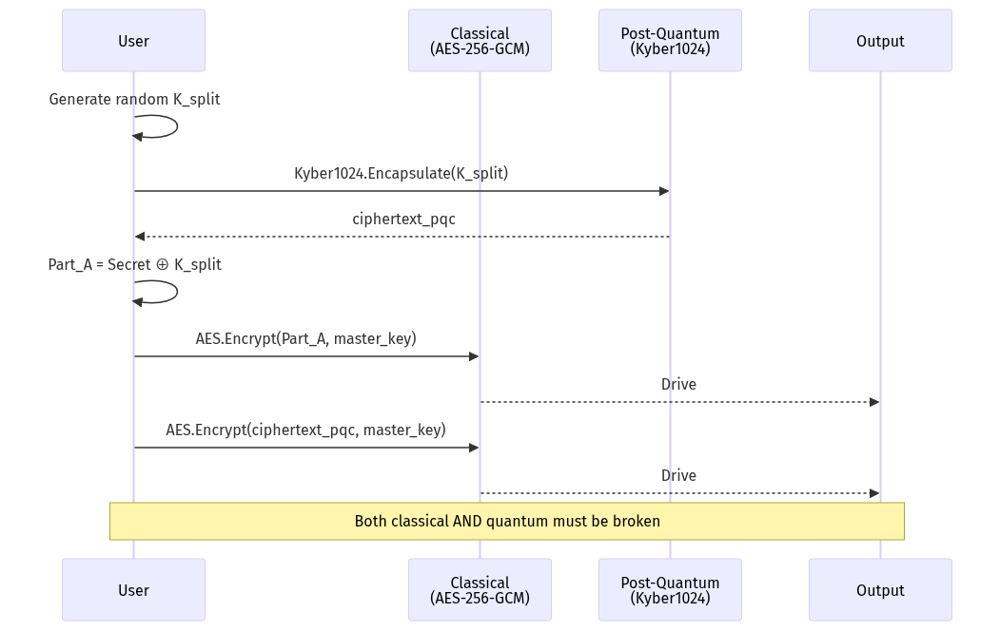 User
Classical
(AES-256-GCM)
Post-Quantum
(Kyber1024)
Output
Generate random K_split
Kyber1024.Encapsulate(K_split)
ciphertext_pqc
Part_A = Secret ⊕ K_split
AES.Encrypt(Part_A, master_key)
Drive
AES.Encrypt(ciphertext_pqc, master_key)
Drive
Both classical AND quantum must be broken
User
Classical
(AES-256-GCM)
Post-Quantum
(Kyber1024)
Output